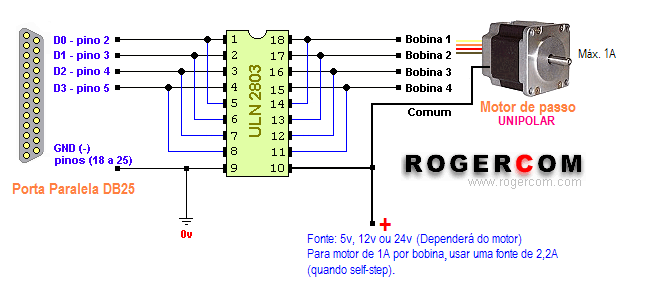 D0 - pino 2
D1 - pino 3
D2 - pino 4
D3 - pino 5
GND (-)
pinos (18 a 25)
Porta Paralela DB25
0v
1
2
3
4
5
6
7
8
9
ULN 2803
18
17
16
15
14
13
12
11
10
Bobina 1
Bobina 2
Bobina 3
Bobina 4
Comum
Máx. 1A
Motor de passo
UNIPOLAR
ROGERCOM
www.rogercom.com
+
Fonte: 5v, 12v ou 24v (Dependerá do motor)
Para motor de 1A por bobina, usar uma fonte de 2,2A
(quando self-step).